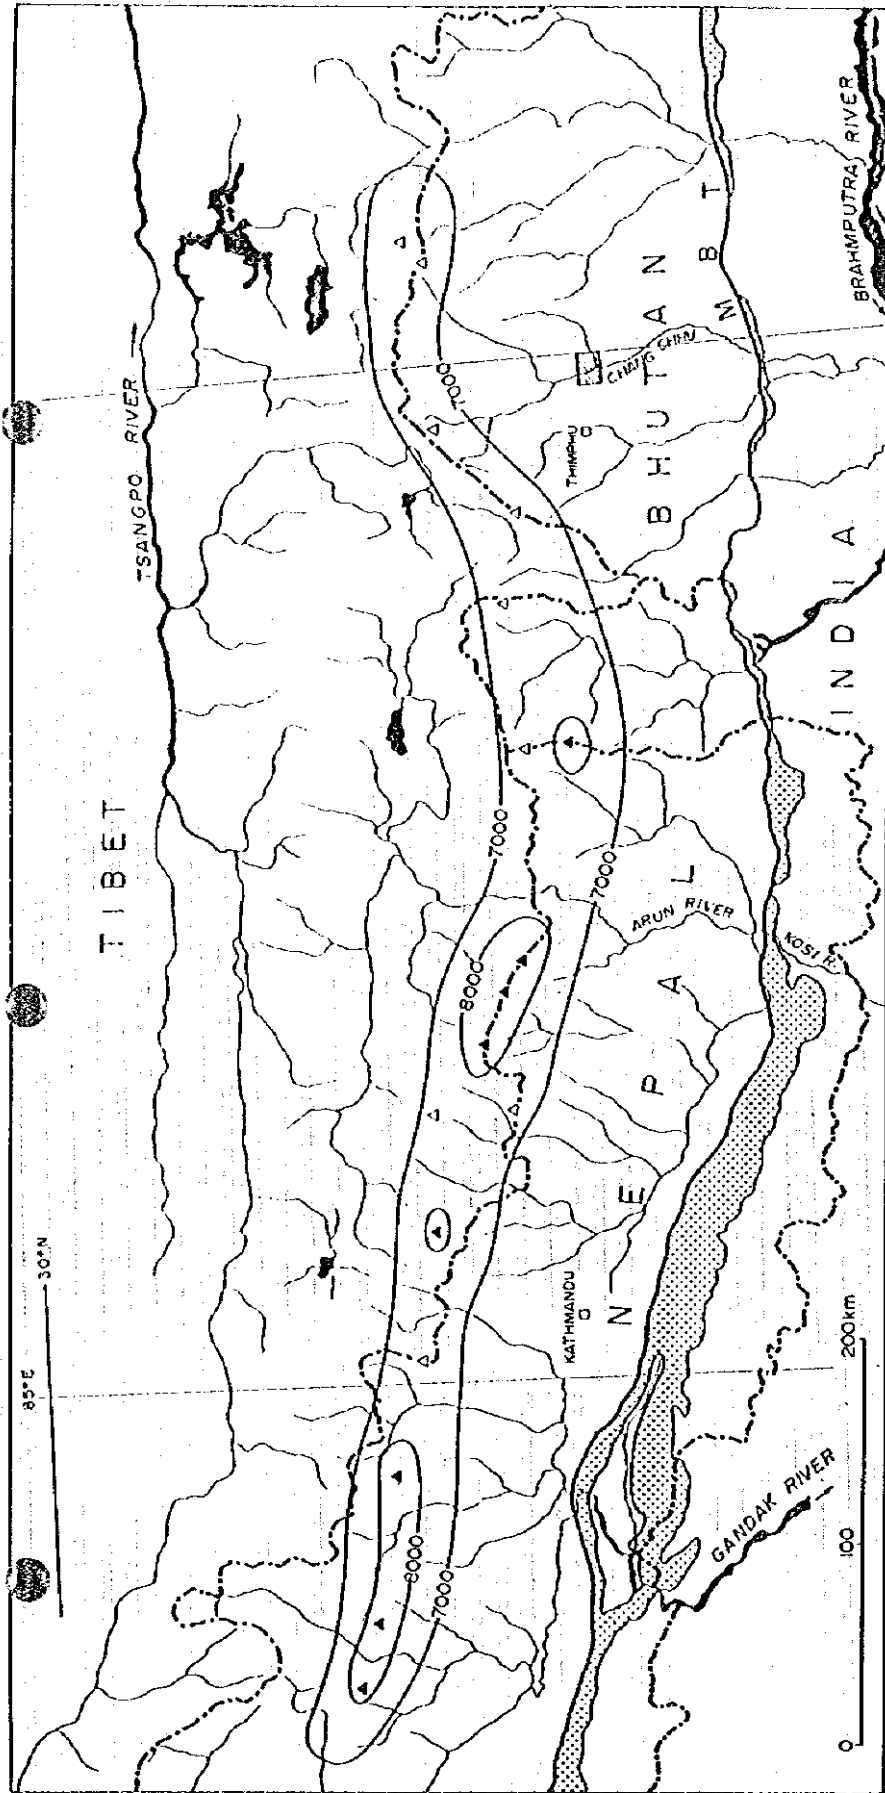 85°E
30°N
TIBET
TSANGPO RIVER
8000
7000
8000
7000
7000
7000
KATHMANDU
NEPAL
ARUN RIVER
KOSI R.
THIMPHU
CHANG CHHU
BHUTAN
MBT
INDIA
GANDAK RIVER
BRAHMPUTRA RIVER
0 100 200km